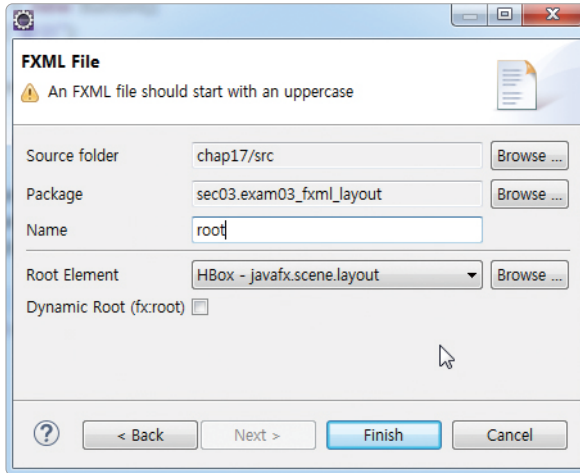 FXML File
An FXML file should start with an uppercase
Source folder chap17/src Browse ...
Package sec03.exam03_fxml_layout Browse ...
Name root
Root Element HBox - javafx.scene.layout Browse ...
Dynamic Root (fx:root)
? < Back Next > Finish Cancel